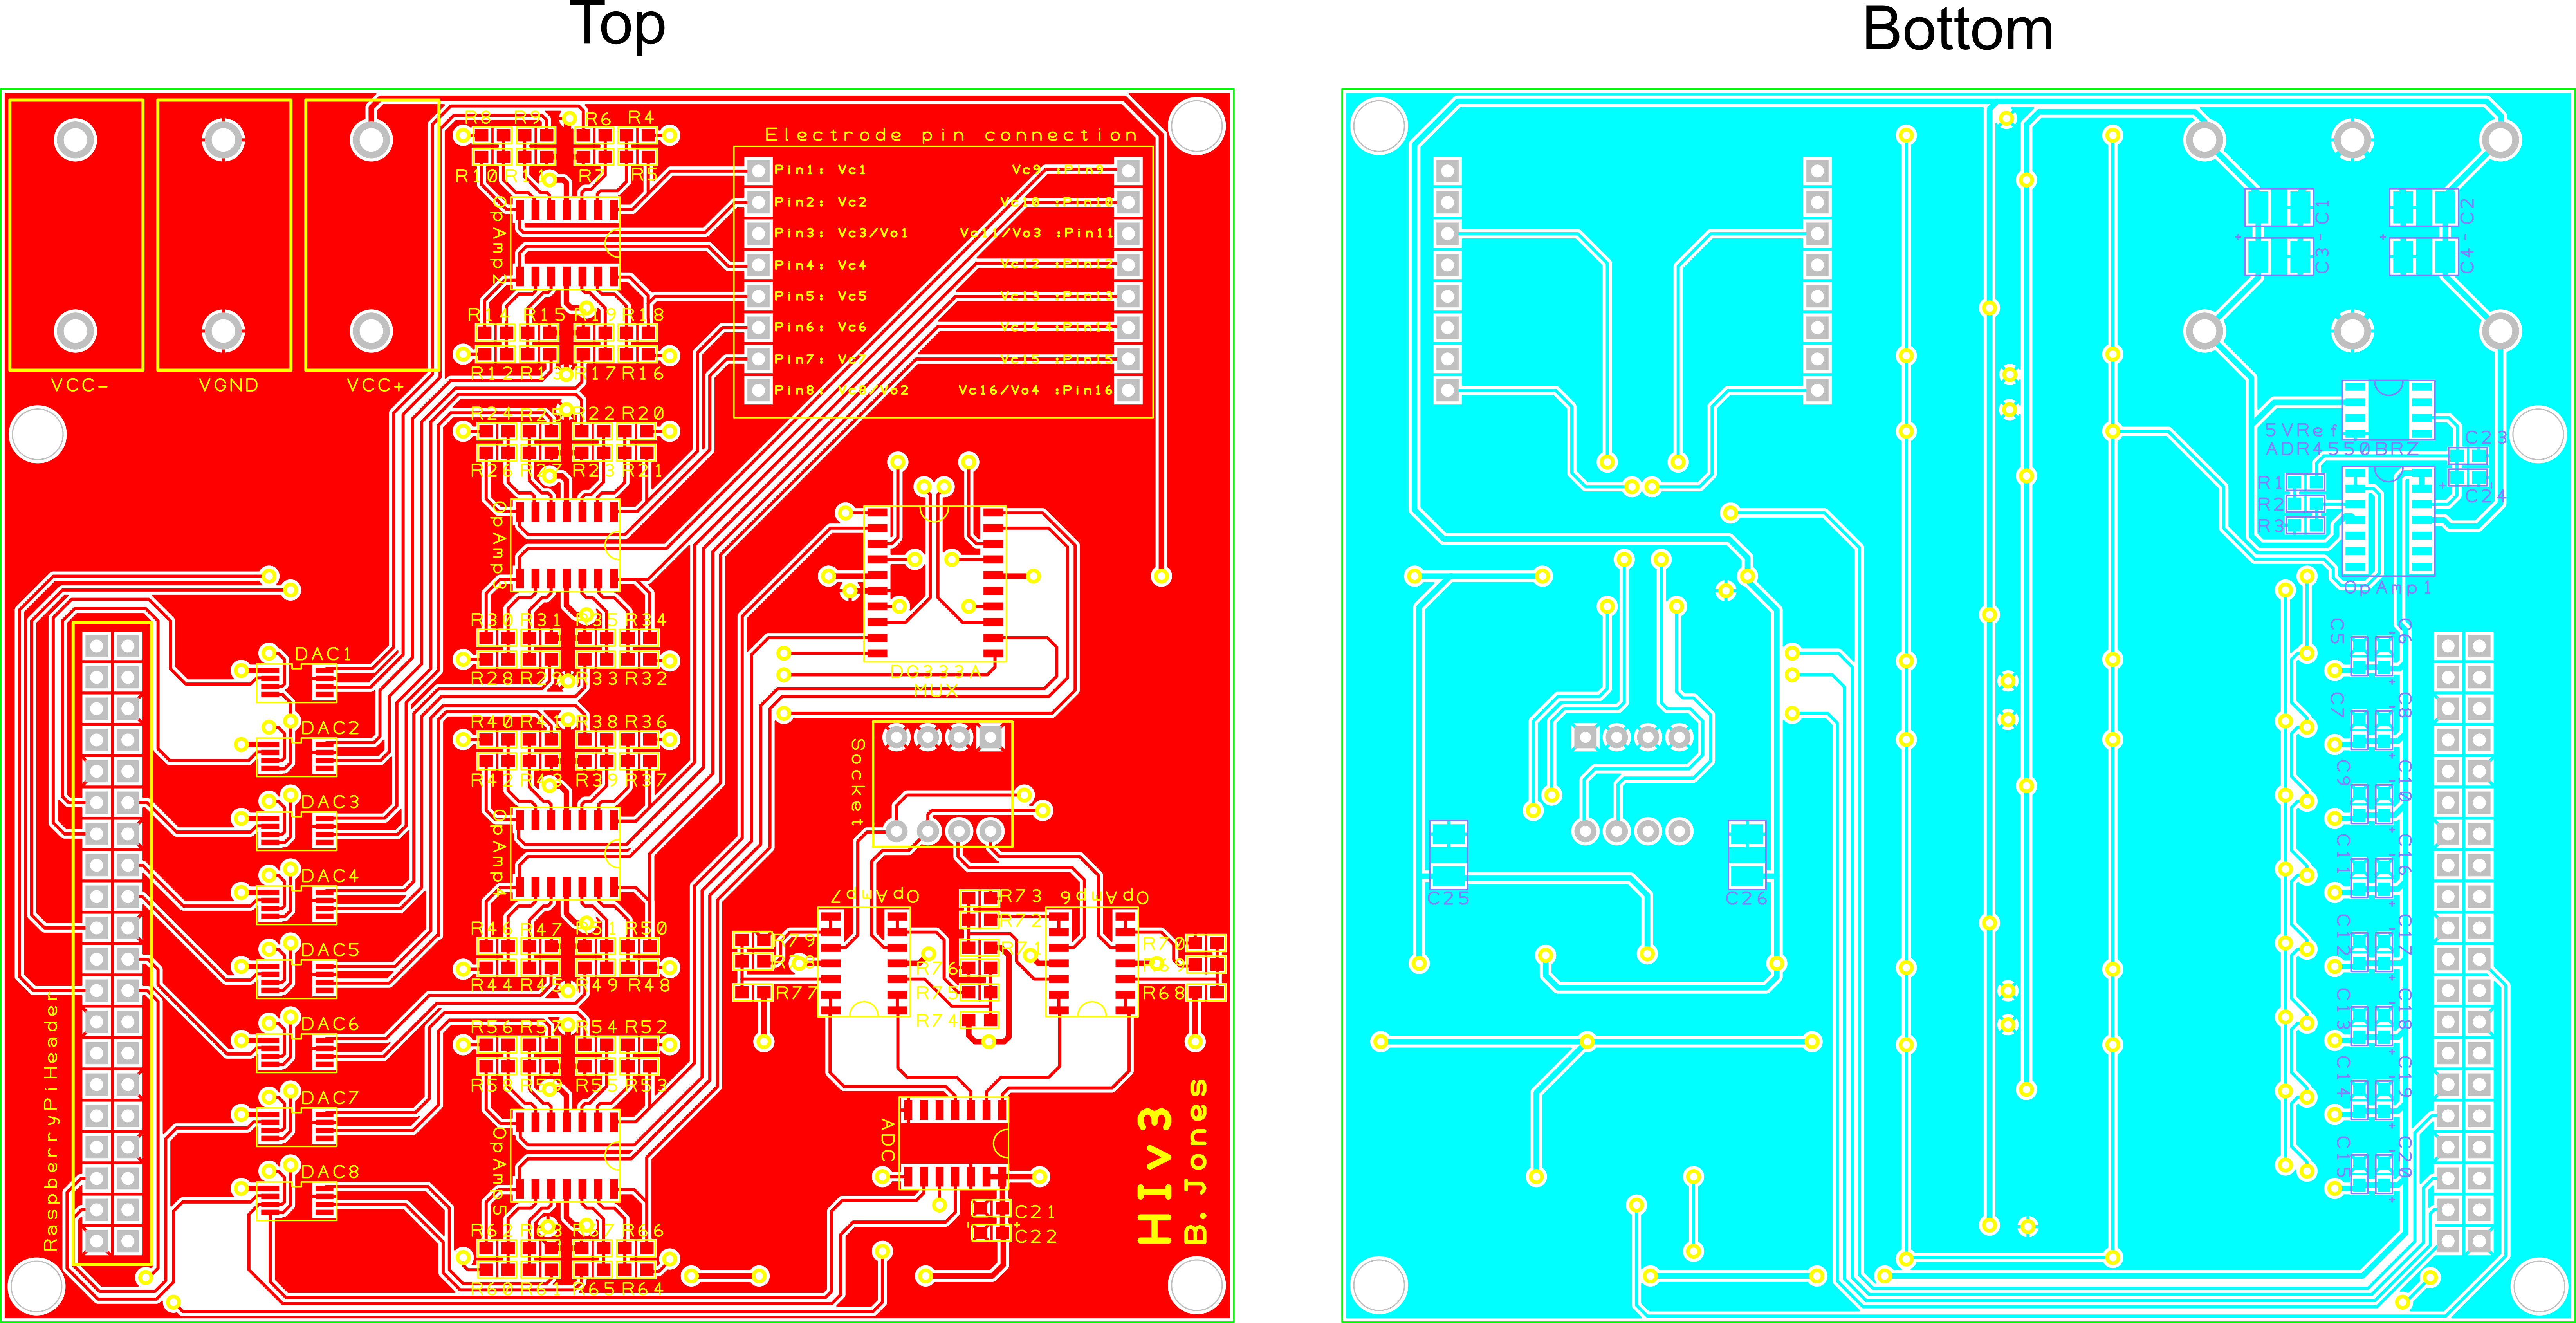 Top
Bottom
R8 R9 R6 R4
R10 R11 R7 R5
Electrode pin connection
Pin1: Vc1
Vc9 :Pin9
Pin2: Vc2
Vc10 :Pin10
Pin3: Vc3/Vo1
Vc11/Vo3 :Pin11
Pin4: Vc4
Vc12 :Pin12
Pin5: Vc5
Vc13 :Pin13
Pin6: Vc6
Vc14 :Pin14
Pin7: Vc7
Vc15 :Pin15
Pin8: Vc8/Vo2
Vc16/Vo4 :Pin16
OpAmp2
R14 R15 R19 R18
R12 R13 R17 R16
VCC-
VGND
VCC+
R24 R25 R22 R20
R26 R27 R23 R21
OpAmp3
R30 R31 R35 R34
R28 R29 R33 R32
DG333A
MUX
Socket
R40 R41 R38 R36
R42 R43 R39 R37
OpAmp4
R46 R47 R51 R50
R44 R45 R49 R48
R56 R57 R54 R52
R58 R59 R55 R53
OpAmp5
R62 R63 R67 R66
R60 R61 R65 R64
RaspberryPiHeader
DAC1
DAC2
DAC3
DAC4
DAC5
DAC6
DAC7
DAC8
OpAmp7
OpAmp6
R73
R72
R71
R76
R75
R74
R79
R78
R77
R70
R69
R68
ADC
C21
C22
HIv3
B.Jones
C1
C2
C3
C4
5VRef
ADR4550BRZ
C23
C24
R1
R2
R3
OpAmp1
C5
C6
C7
C8
C9
C10
C11
C16
C12
C17
C13
C18
C14
C19
C15
C20
C25
C26